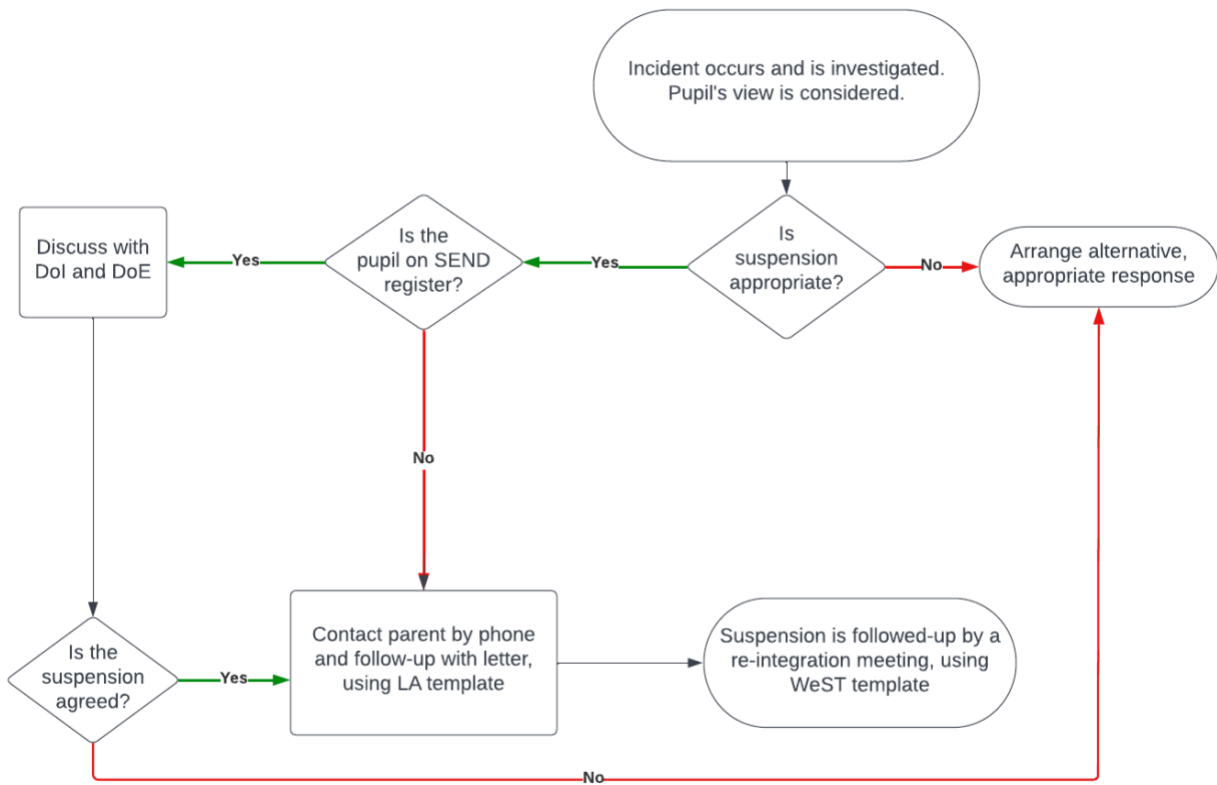 Incident occurs and is investigated.
Pupil's view is considered.
Is
suspension
appropriate?
No
Arrange alternative,
appropriate response
Yes
Is the
pupil on SEND
register?
Yes
Discuss with
DoI and DoE
No
Is the
suspension
agreed?
Yes
Contact parent by phone
and follow-up with letter,
using LA template
Suspension is followed-up by a
re-integration meeting, using
WeST template
No